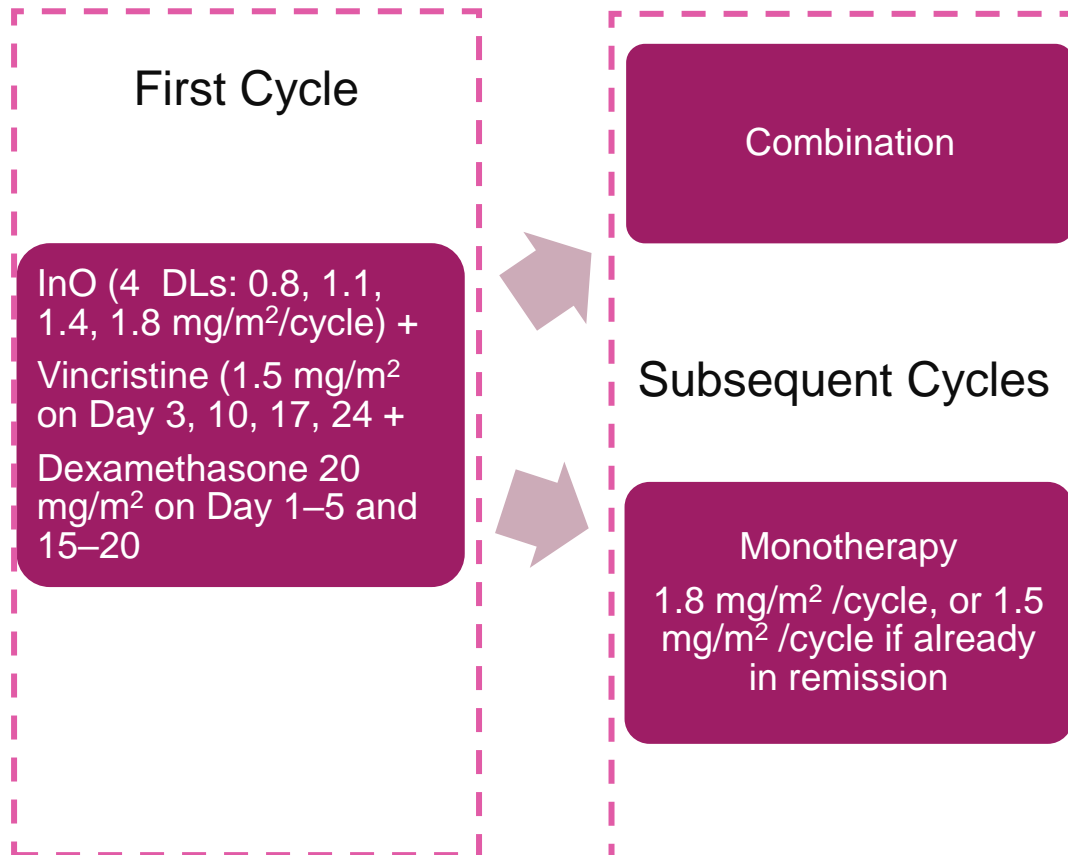 First Cycle
InO (4 DLs: 0.8, 1.1,
1.4, 1.8 mg/m²/cycle) +
Vincristine (1.5 mg/m²
on Day 3, 10, 17, 24 +
Dexamethasone 20
mg/m² on Day 1–5 and
15–20
Combination
Subsequent Cycles
Monotherapy
1.8 mg/m² /cycle, or 1.5
mg/m² /cycle if already
in remission